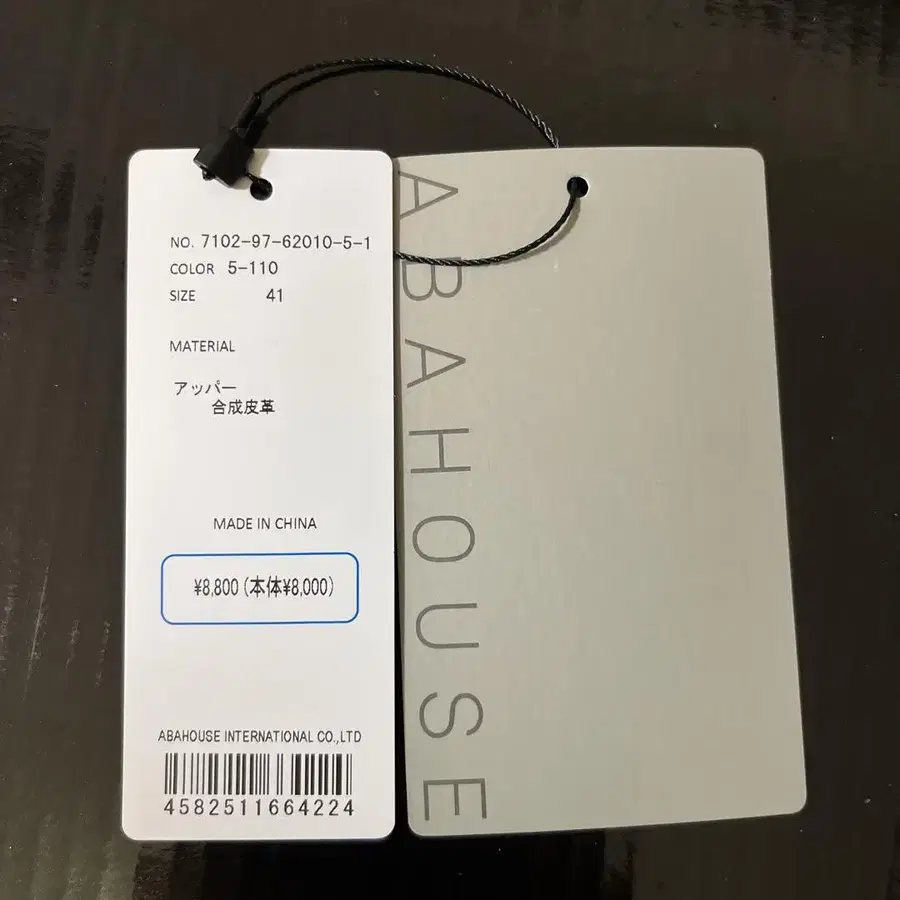 NO. 7102-97-62010-5-1
COLOR 5-110
SIZE 41
MATERIAL
アッパー
合成皮革
MADE IN CHINA
¥8,800 (本体¥8,000)
ABAHOUSE INTERNATIONAL CO.,LTD
4582511664224
ABAHOUSE